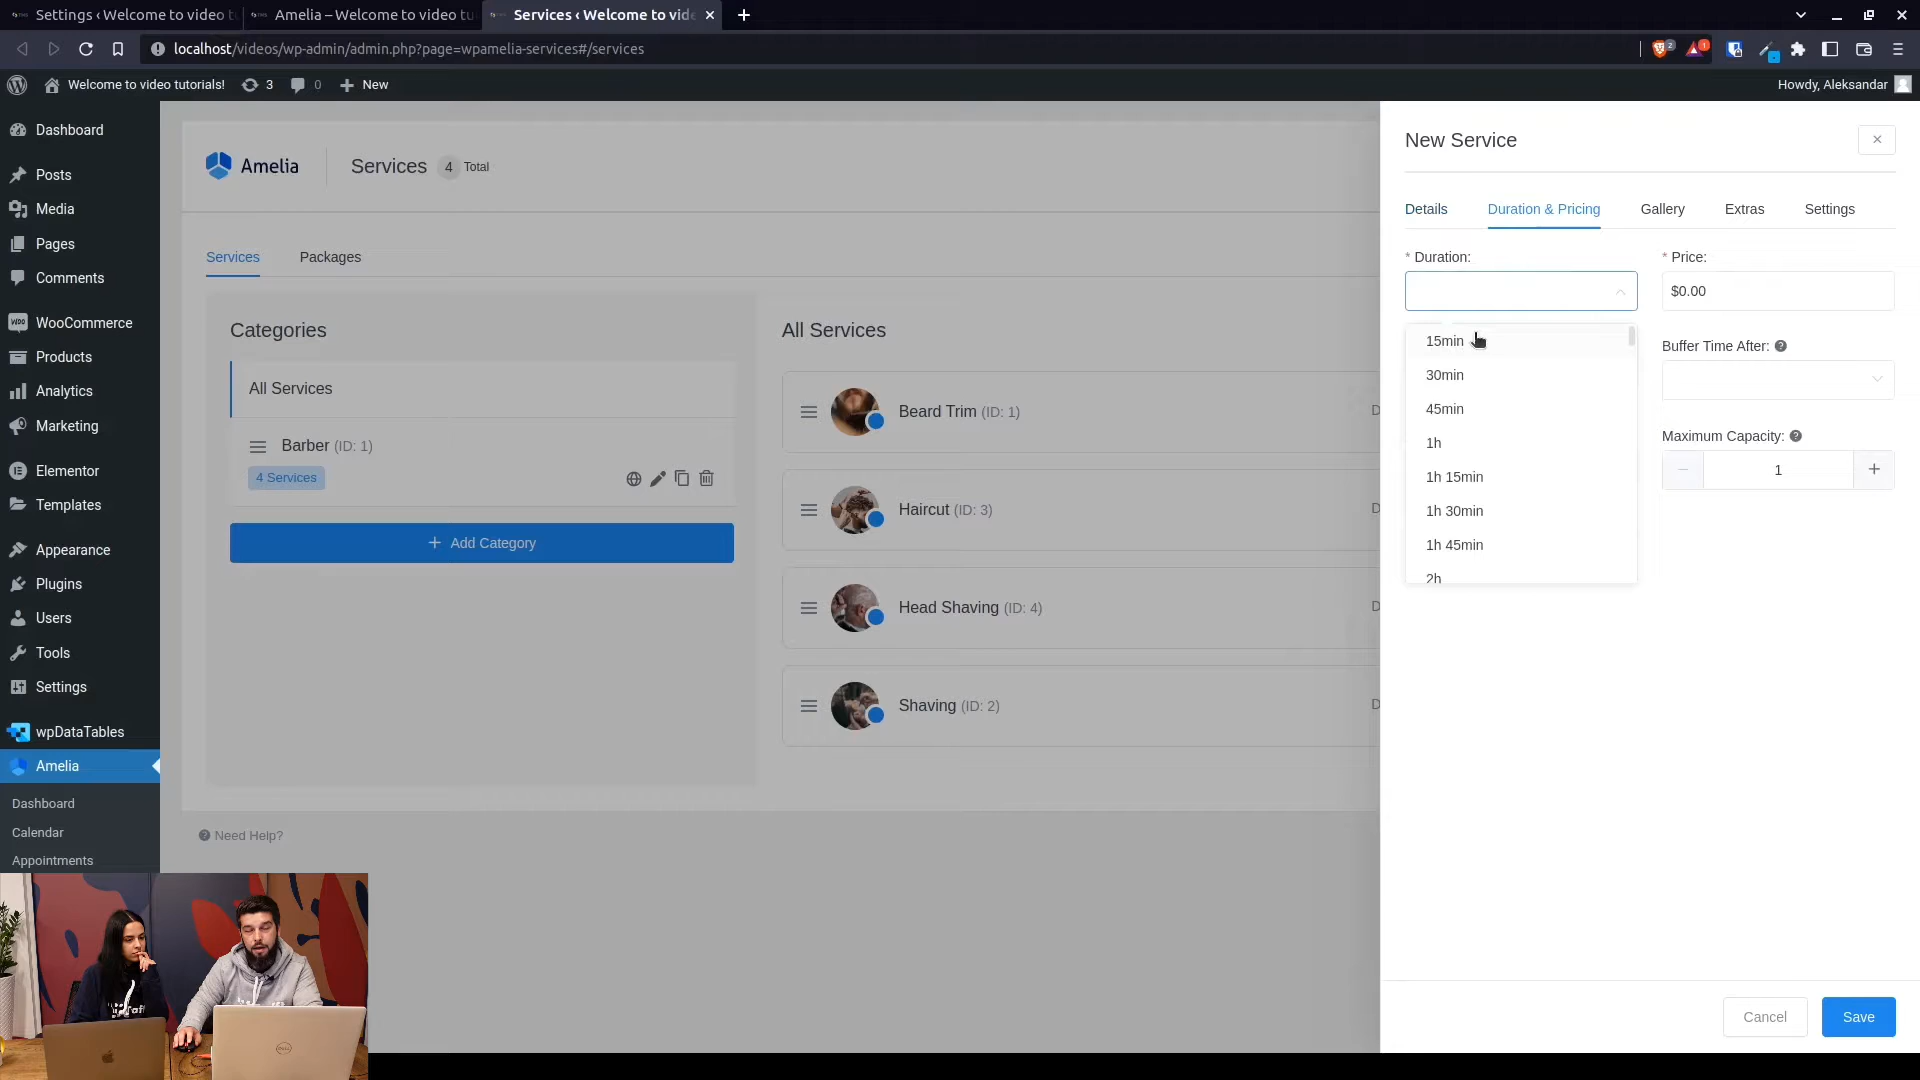 Settings ‹ Welcome to video t
Amelia – Welcome to video tu
Services ‹ Welcome to vide
localhost/videos/wp-admin/admin.php?page=wpamelia-services#/services
2
1
Welcome to video tutorials!
3
0
New
Howdy, Aleksandar
Dashboard
Posts
Media
Pages
Comments
WooCommerce
Products
Analytics
Marketing
Elementor
Templates
Appearance
Plugins
Users
Tools
Settings
wpDataTables
Amelia
Dashboard
Calendar
Appointments
Amelia
Services 4 Total
Services
Packages
Categories
All Services
Barber (ID: 1)
4 Services
+ Add Category
All Services
Beard Trim (ID: 1)
D
Haircut (ID: 3)
D
Head Shaving (ID: 4)
D
Shaving (ID: 2)
D
Need Help?
New Service
Details
Duration & Pricing
Gallery
Extras
Settings
* Duration:
* Price:
$0.00
15min
30min
45min
1h
1h 15min
1h 30min
1h 45min
2h
Buffer Time After:
Maximum Capacity:
1
Cancel
Save
DELL